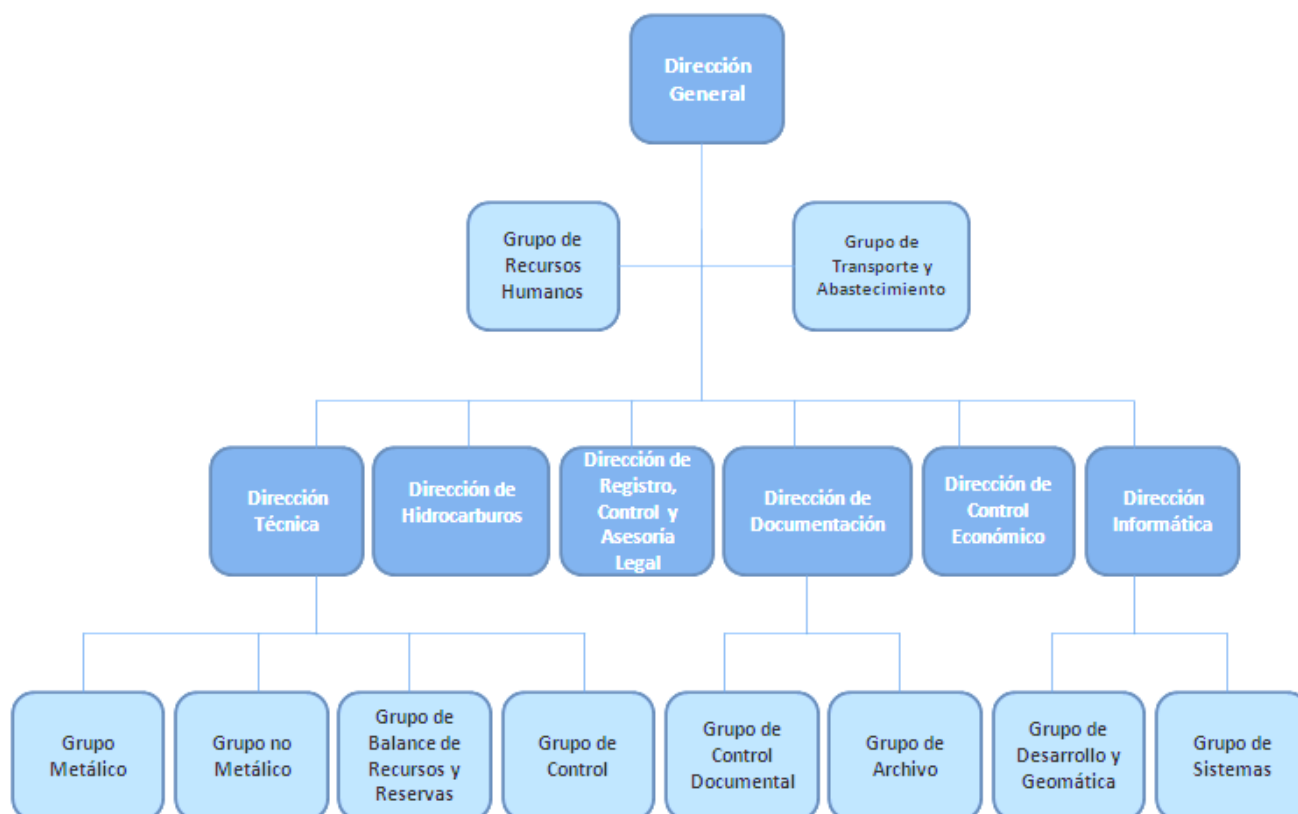 Dirección
General
Grupo de
Recursos
Humanos
Grupo de
Transporte y
Abastecimiento
Dirección
Técnica
Dirección de
Hidrocarburos
Dirección de
Registro,
Control y
Asesoría
Legal
Dirección de
Documentación
Dirección de
Control
Económico
Dirección
Informática
Grupo
Metálico
Grupo no
Metálico
Grupo de
Balance de
Recursos y
Reservas
Grupo de
Control
Grupo de
Control
Documental
Grupo de
Archivo
Grupo de
Desarrollo y
Geomática
Grupo de
Sistemas